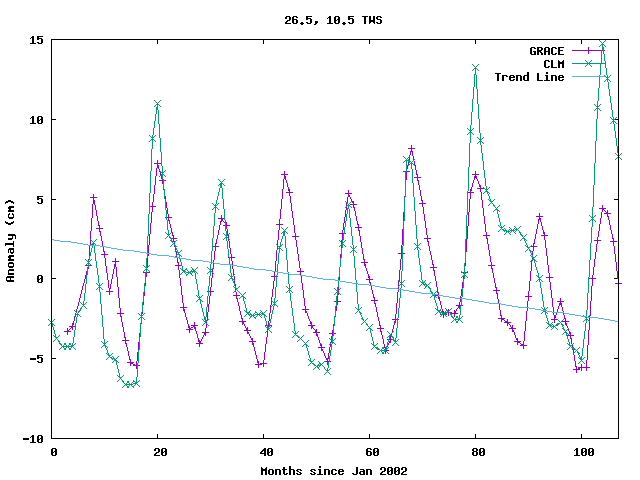 26.5, 10.5 TWS
GRACE
CLM
Trend Line
Anomaly (cm)
15
10
5
0
-5
-10
0 20 40 60 80 100
Months since Jan 2002